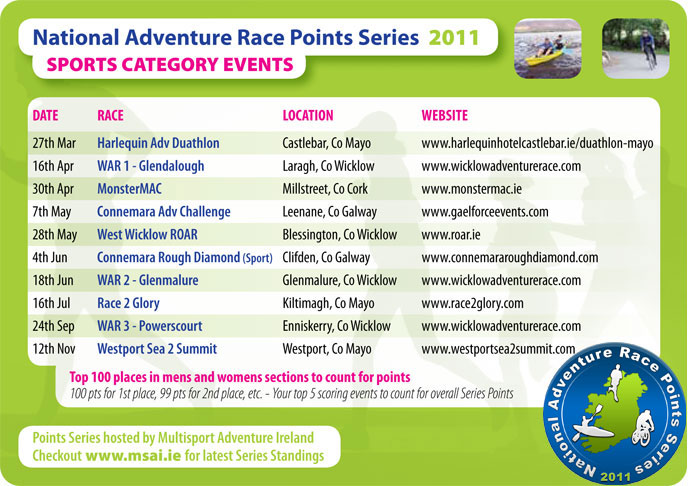 National Adventure Race Points Series 2011
SPORTS CATEGORY EVENTS
DATE RACE LOCATION WEBSITE
27th Mar Harlequin Adv Duathlon Castlebar, Co Mayo www.harlequinhotelcastlebar.ie/duathlon-mayo
16th Apr WAR 1 - Glendalough Laragh, Co Wicklow www.wicklowadventurerace.com
30th Apr MonsterMAC Millstreet, Co Cork www.monstermac.ie
7th May Connemara Adv Challenge Leenane, Co Galway www.gaelforceevents.com
28th May West Wicklow ROAR Blessington, Co Wicklow www.roar.ie
4th Jun Connemara Rough Diamond (Sport) Clifden, Co Galway www.connemararoughdiamond.com
18th Jun WAR 2 - Glenmalure Glenmalure, Co Wicklow www.wicklowadventurerace.com
16th Jul Race 2 Glory Kiltimagh, Co Mayo www.race2glory.com
24th Sep WAR 3 - Powerscourt Enniskerry, Co Wicklow www.wicklowadventurerace.com
12th Nov Westport Sea 2 Summit Westport, Co Mayo www.westportsea2summit.com
Top 100 places in mens and womens sections to count for points
100 pts for 1st place, 99 pts for 2nd place, etc. - Your top 5 scoring events to count for overall Series Points
Points Series hosted by Multisport Adventure Ireland
Checkout www.msai.ie for latest Series Standings
National Adventure Race Points Series
2011